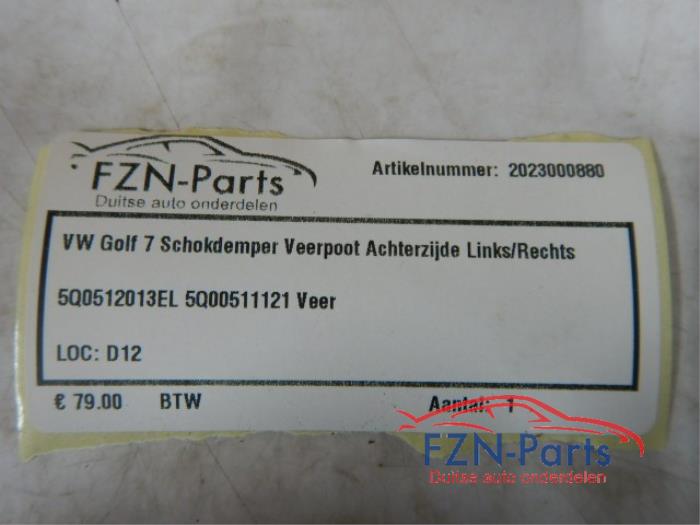 FZN-Parts
Duitse auto onderdelen
Artikelnummer: 2023000880
VW Golf 7 Schokdemper Veerpoot Achterzijde Links/Rechts
5Q0512013EL 5Q00511121 Veer
LOC: D12
€ 79.00 BTW Aantal: 1
FZN-Parts
Duitse auto onderdelen